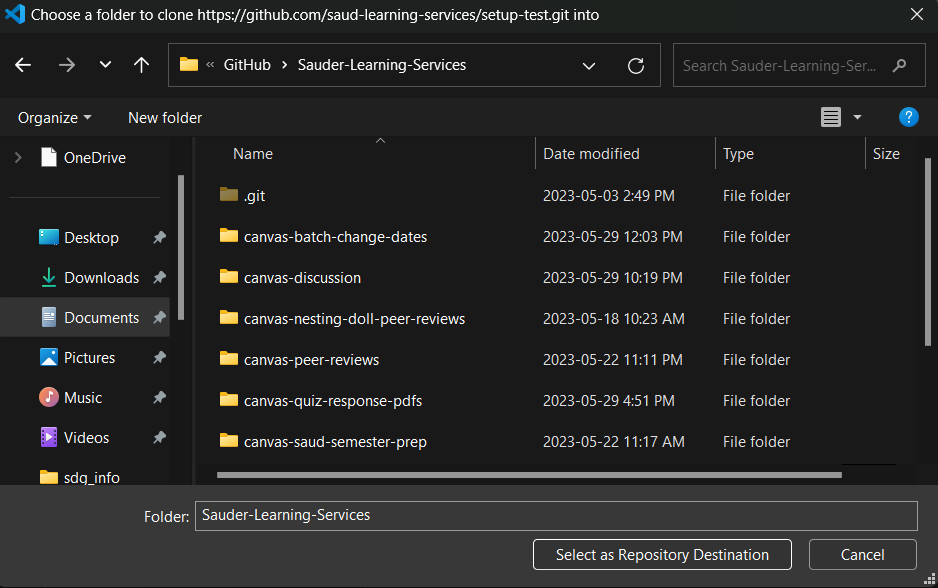 Choose a folder to clone https://github.com/saud-learning-services/setup-test.git into
« GitHub > Sauder-Learning-Services
Search Sauder-Learning-Ser...
Organize New folder
?
OneDrive
Desktop
Downloads
Documents
Pictures
Music
Videos
sdg_info
Name Date modified Type Size
.git 2023-05-03 2:49 PM File folder
canvas-batch-change-dates 2023-05-29 12:03 PM File folder
canvas-discussion 2023-05-29 10:19 PM File folder
canvas-nesting-doll-peer-reviews 2023-05-18 10:23 AM File folder
canvas-peer-reviews 2023-05-22 11:11 PM File folder
canvas-quiz-response-pdfs 2023-05-29 4:51 PM File folder
canvas-saud-semester-prep 2023-05-22 11:17 AM File folder
Folder: Sauder-Learning-Services
Select as Repository Destination Cancel